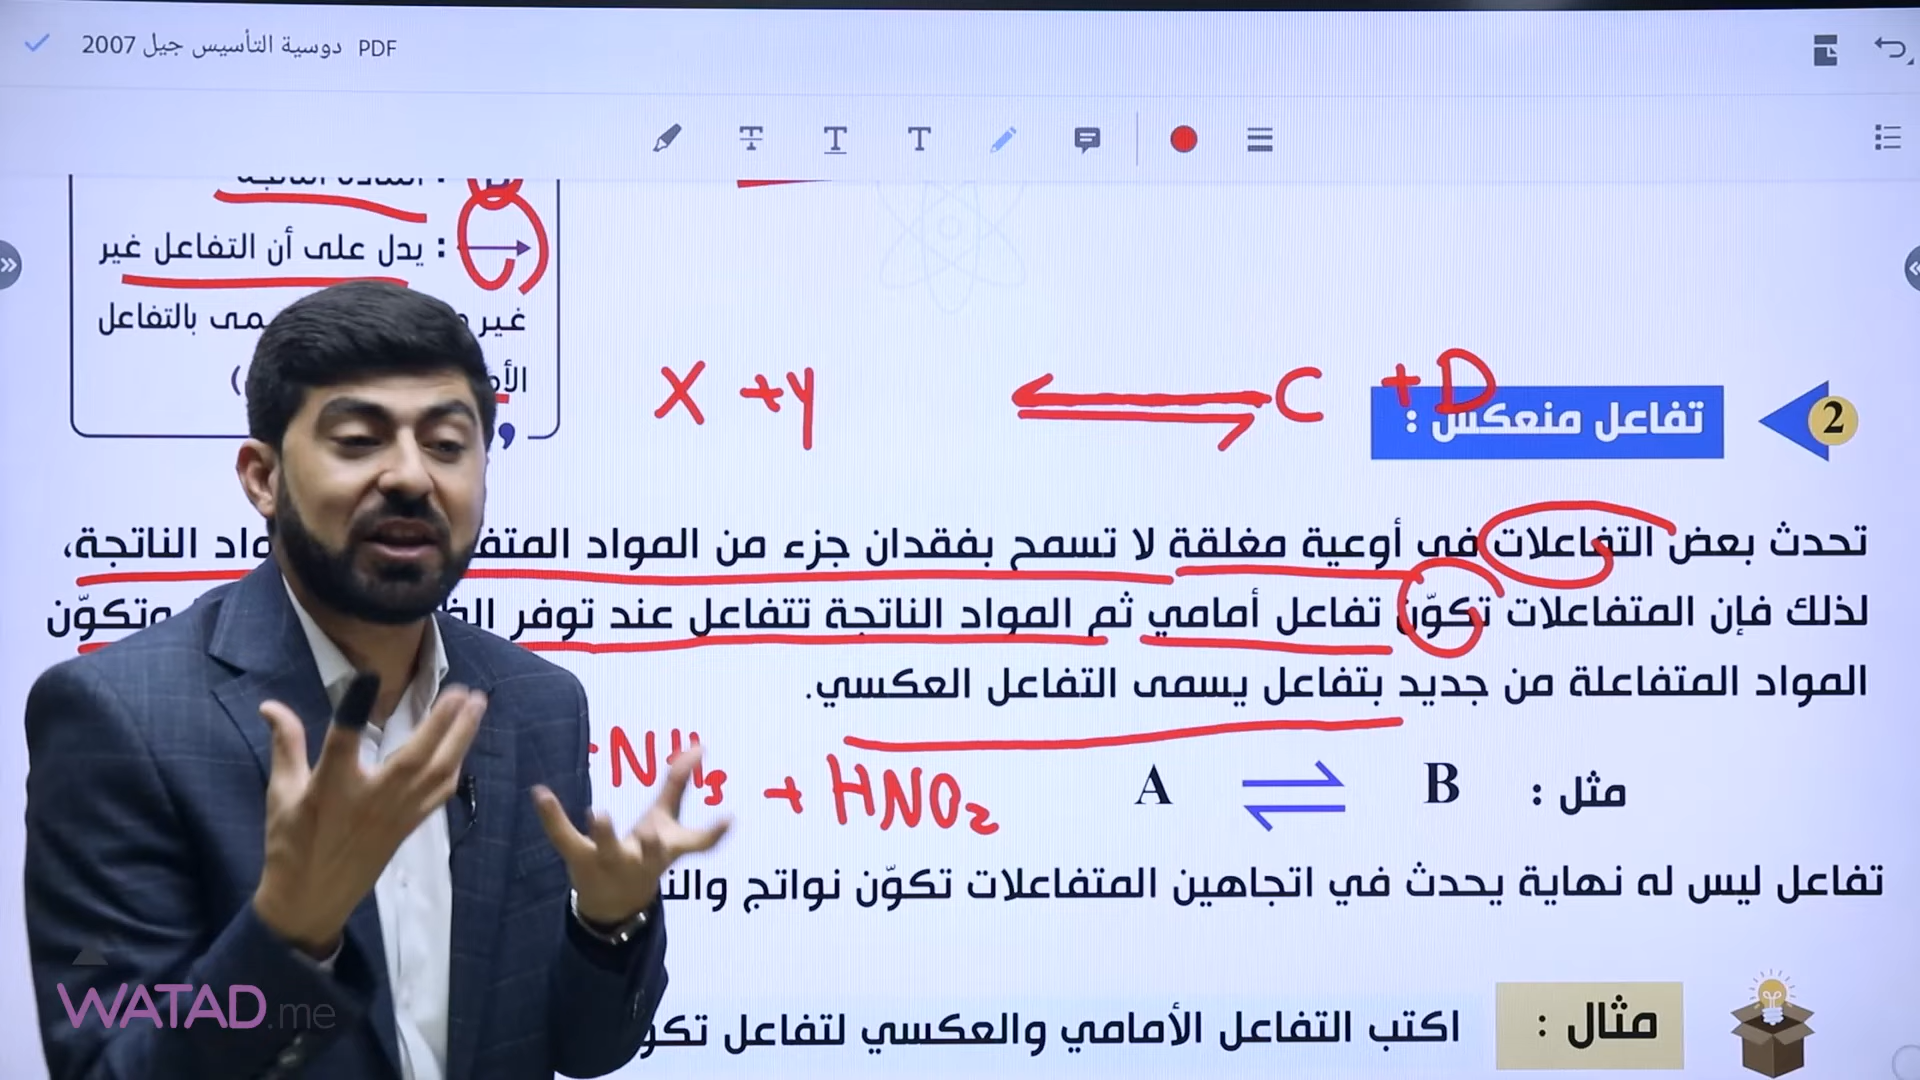 دوسية التأسيس جيل 2007 PDF
: يدل على أن التفاعل غير
غير
بالتفاعل
X + y ⇌ C + D
2 تفاعل منعكس :
تحدث بعض التفاعلات في أوعية مغلقة لا تسمح بفقدان جزء من المواد الناتجة،
لذلك فإن المتفاعلات تكوّن تفاعل أمامي ثم المواد الناتجة تتفاعل عند توفر وتكوّن
المواد المتفاعلة من جديد بتفاعل يسمى التفاعل العكسي.
NH3 + HNO2
مثل : A ⇌ B
تفاعل ليس له نهاية يحدث في اتجاهين المتفاعلات تكوّن نواتج
مثال : اكتب التفاعل الأمامي والعكسي لتفاعل
WATAD.me